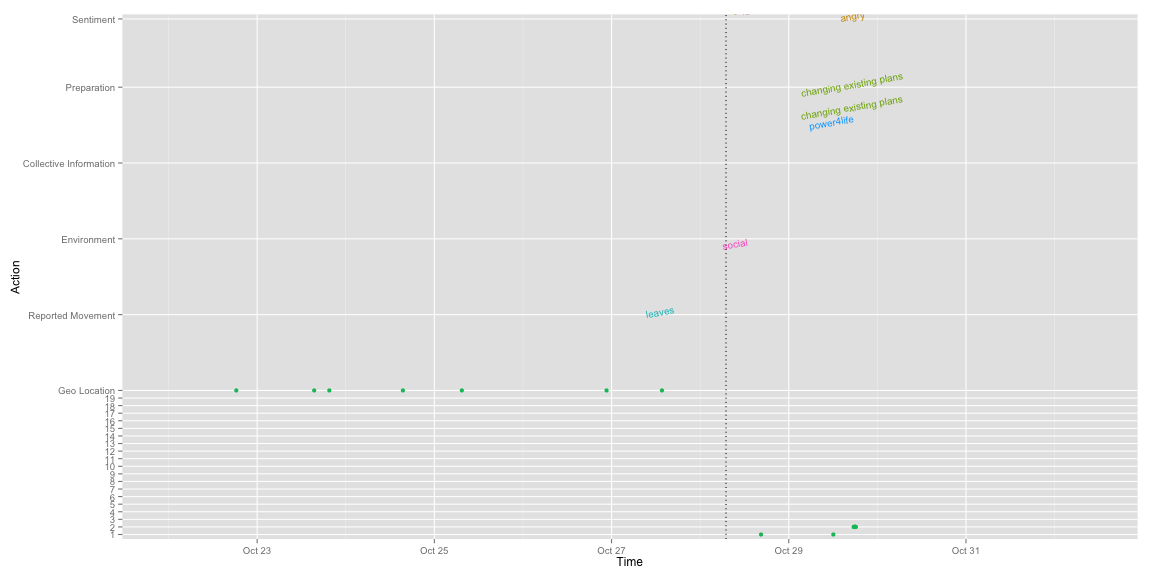 Sentiment
angry
Preparation
changing existing plans
changing existing plans
power4life
Collective Information
Environment
social
Action
Reported Movement
leaves
Geo Location
19
18
17
16
15
14
13
12
11
10
9
8
7
6
5
4
3
2
1
Oct 23
Oct 25
Oct 27
Oct 29
Oct 31
Time